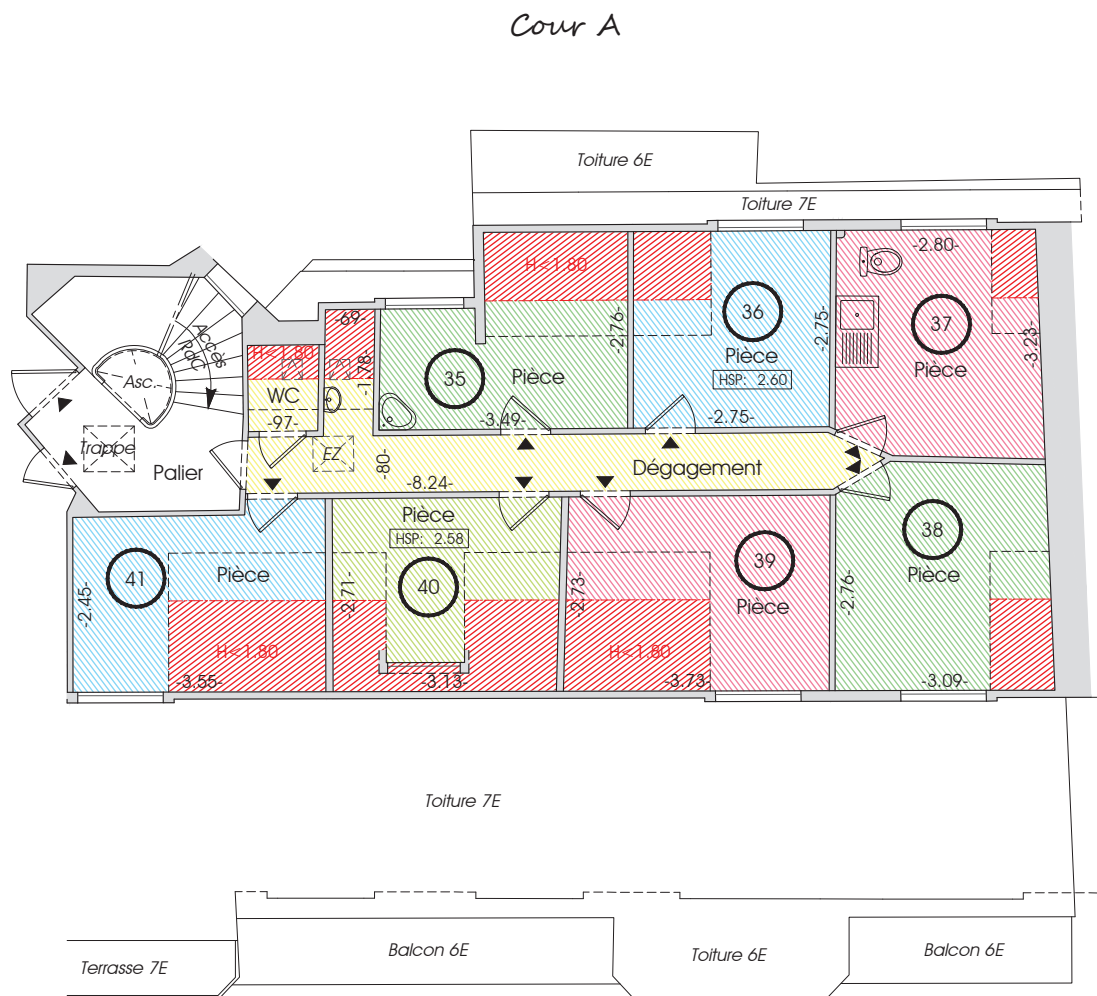 Cour A
Toiture 6E
Toiture 7E
H<1.80
-2.80-
36
37
-69-
-2.76-
-2.75-
-3.23-
Accès
RdC
H<1.80
Pièce
Pièce
Asc.
35
Pièce
HSP: 2.60
-1.78-
WC
-97-
-3.49-
-2.75-
Trappe
Palier
EZ
-80-
Dégagement
-8.24-
Pièce
HSP: 2.58
38
41
Pièce
40
39
Pièce
-2.45-
-2.71-
-2.73-
Pièce
-2.76-
H<1.80
H<1.80
-3.55-
-3.13-
-3.73-
-3.09-
Toiture 7E
Balcon 6E
Toiture 6E
Balcon 6E
Terrasse 7E